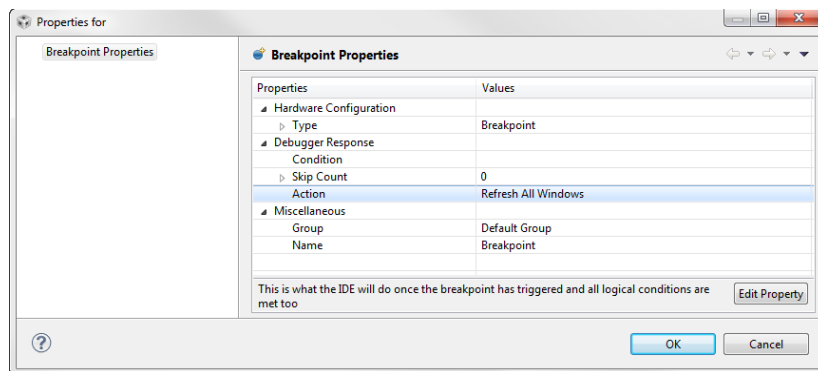 Properties for
Breakpoint Properties
Breakpoint Properties
Properties Values
Hardware Configuration
Type Breakpoint
Debugger Response
Condition
Skip Count 0
Action Refresh All Windows
Miscellaneous
Group Default Group
Name Breakpoint
This is what the IDE will do once the breakpoint has triggered and all logical conditions are
met too
Edit Property
OK Cancel